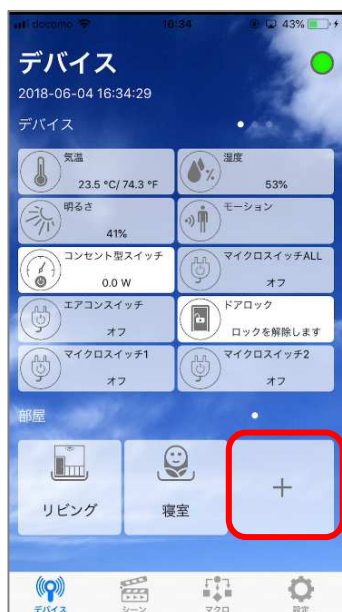 docomo 16:34 43%
デバイス
2018-06-04 16:34:29
デバイス
気温
23.5 °C/ 74.3 °F
湿度
53%
明るさ
41%
モーション
コンセント型スイッチ
0.0 W
マイクロスイッチALL
オフ
エアコンスイッチ
オフ
ドアロック
ロックを解除します
マイクロスイッチ1
オフ
マイクロスイッチ2
オフ
部屋
リビング
寝室
+
デバイス シーン マクロ 設定